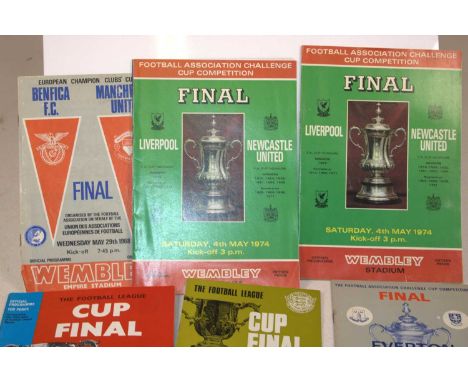 EUROPEAN CHAMPION CLUBS' CUP
BENFICA
F.C.
MANCHE
UNIT
FINAL
ORGANISED BY THE FOOTBALL
ASSOCIATION ON BEHALF OF THE
UNION DES ASSOCIATIONS
EUROPEENNES DE FOOTBALL
WEDNESDAY MAY 29th 1968
Kick-off 7-45 p.m.
OFFICIAL PROGRAMME
WEMBLEY
EMPIRE STADIUM
FOOTBALL ASSOCIATION CHALLENGE
CUP COMPETITION
FINAL
LIVERPOOL
NEWCASTLE
UNITED
SATURDAY, 4th MAY 1974
Kick-off 3 p.m.
WEMBLEY
FOOTBALL ASSOCIATION CHALLENGE
CUP COMPETITION
FINAL
LIVERPOOL
NEWCASTLE
UNITED
SATURDAY, 4th MAY 1974
Kick-off 3 p.m.
WEMBLEY
STADIUM
OFFICIAL
PROGRAMME
THE FOOTBALL LEAGUE
CUP
FINAL
THE FOOTBALL LEAGUE
CUP
FINAL
THE FOOTBALL ASSOCIATION CHALLENGE CUP COMPETITION
FINAL
EVERTON